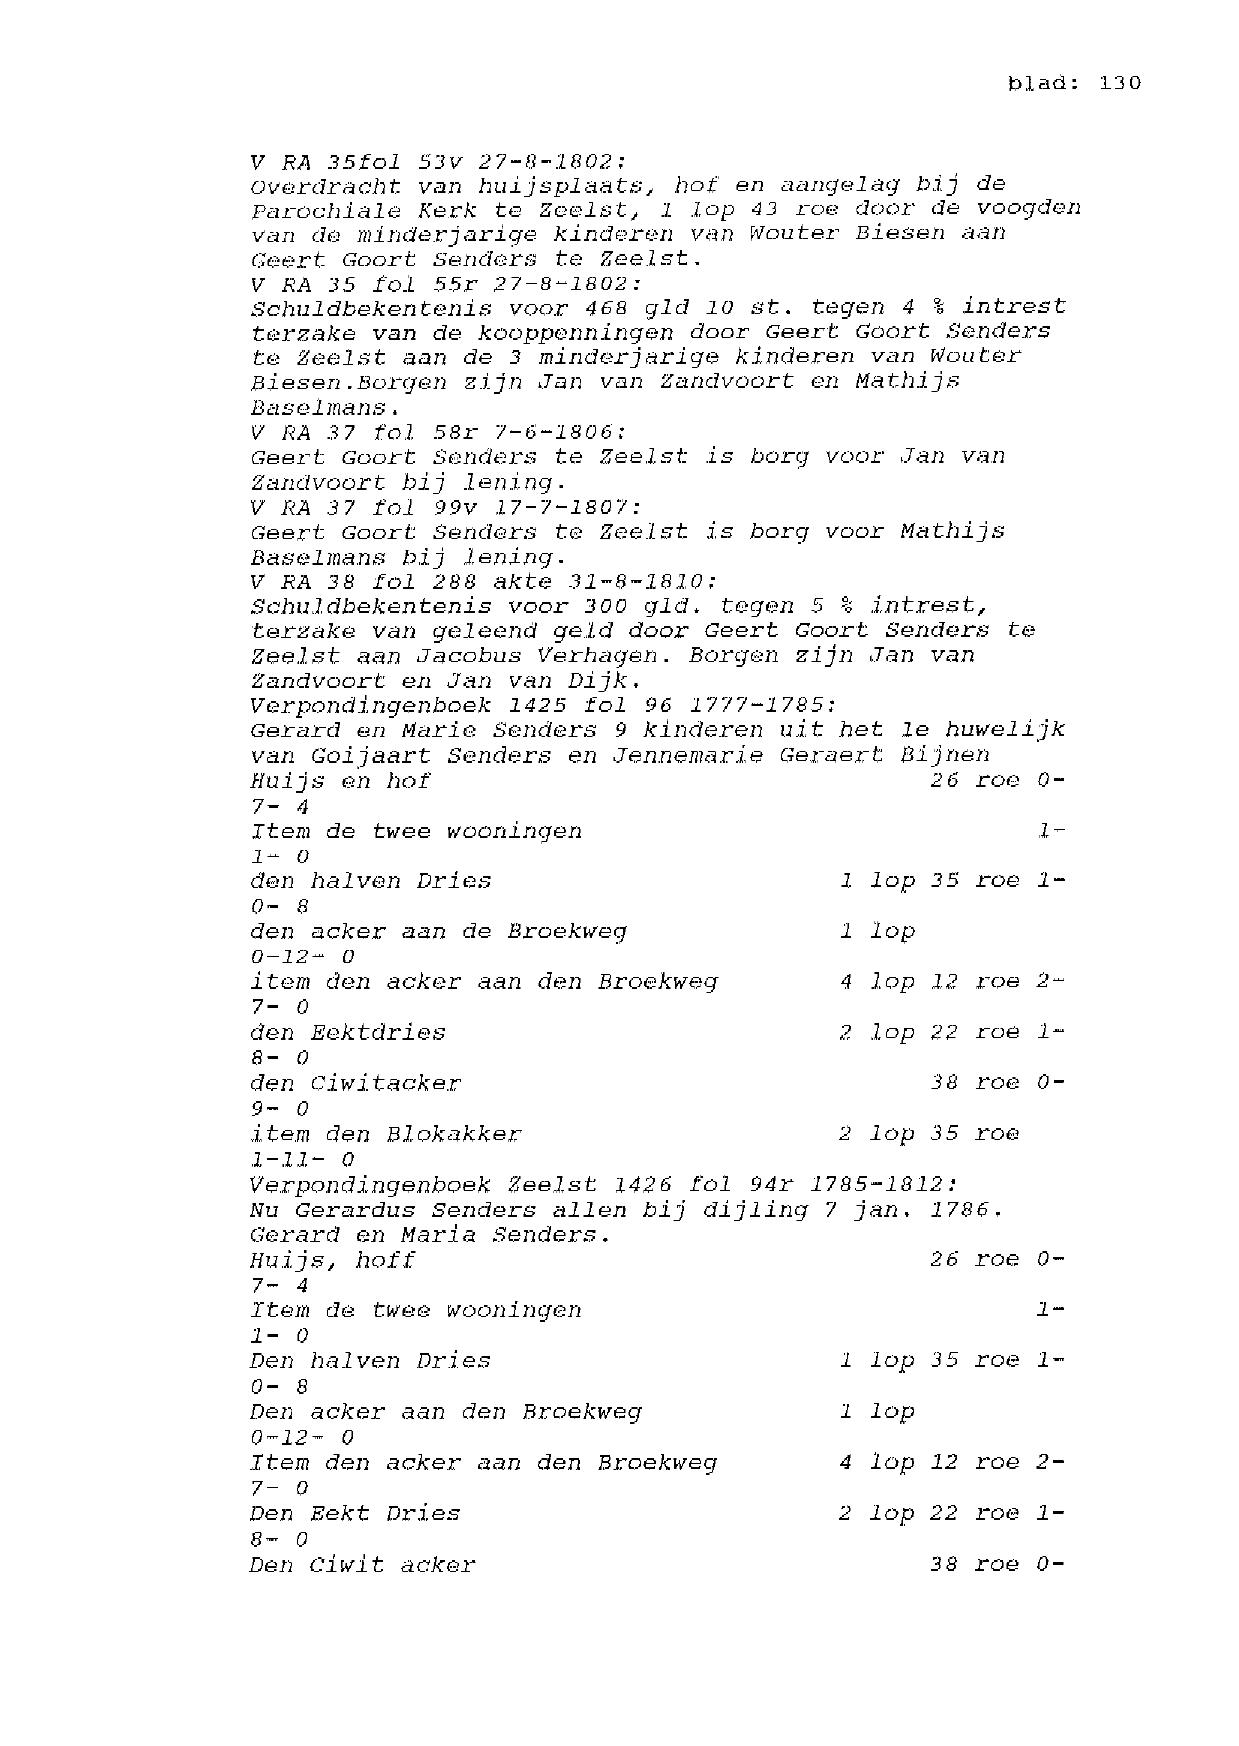 blad: 130
V RA 35fol 53v 27-8-1802:
Overdracht van huijsplaats, hof en aangelag bij de
Parochiale Kerk te Zeelst, 1 lop 43 roe door de voogden
van de minderjarige kinderen van Wouter Biesen aan
Geert Goort Senders te Zeelst.
V RA 35 fol 55r 27-8-1802:
Schuldbekentenis voor 468 gld 10 st. tegen 4 % intrest
terzake van de kooppenningen door Geert Goort Senders
te Zeelst aan de 3 minderjarige kinderen van Wouter
Biesen.Borgen zijn Jan van Zandvoort en Mathijs
Baselmans.
V RA 37 fol 58r 7-6-1806:
Geert Goort Senders te Zeelst is borg voor Jan van
Zandvoort bij lening.
V RA 37 fol 99v 17-7-1807:
Geert Goort Senders te Zeelst is borg voor Mathijs
Baselmans bij lening.
V RA 38 fol 288 akte 31-8-1810:
Schuldbekentenis voor 300 gld. tegen 5 % intrest,
terzake van geleend geld door Geert Goort Senders te
Zeelst aan Jacobus Verhagen. Borgen zijn Jan van
Zandvoort en Jan van Dijk.
Verpondingenboek 1425 fol 96 1777-1785:
Gerard en Marie Senders 9 kinderen uit het 1e huwelijk
van Goijaart Senders en Jennemarie Geraert Bijnen
Huijs en hof 26 roe 0-
7- 4
Item de twee wooningen 1-
1- 0
den halven Dries 1 lop 35 roe 1-
0- 8
den acker aan de Broekweg 1 lop
0-12- 0
item den acker aan den Broekweg 4 lop 12 roe 2-
7- 0
den Eektdries 2 lop 22 roe 1-
8- 0
den Ciwitacker 38 roe 0-
9- 0
item den Blokakker 2 lop 35 roe
1-11- 0
Verpondingenboek Zeelst 1426 fol 94r 1785-1812:
Nu Gerardus Senders allen bij dijling 7 jan. 1786.
Gerard en Maria Senders.
Huijs, hoff 26 roe 0-
7- 4
Item de twee wooningen 1-
1- 0
Den halven Dries 1 lop 35 roe 1-
0- 8
Den acker aan den Broekweg 1 lop
0-12- 0
Item den acker aan den Broekweg 4 lop 12 roe 2-
7- 0
Den Eekt Dries 2 lop 22 roe 1-
8- 0
Den Ciwit acker 38 roe 0-